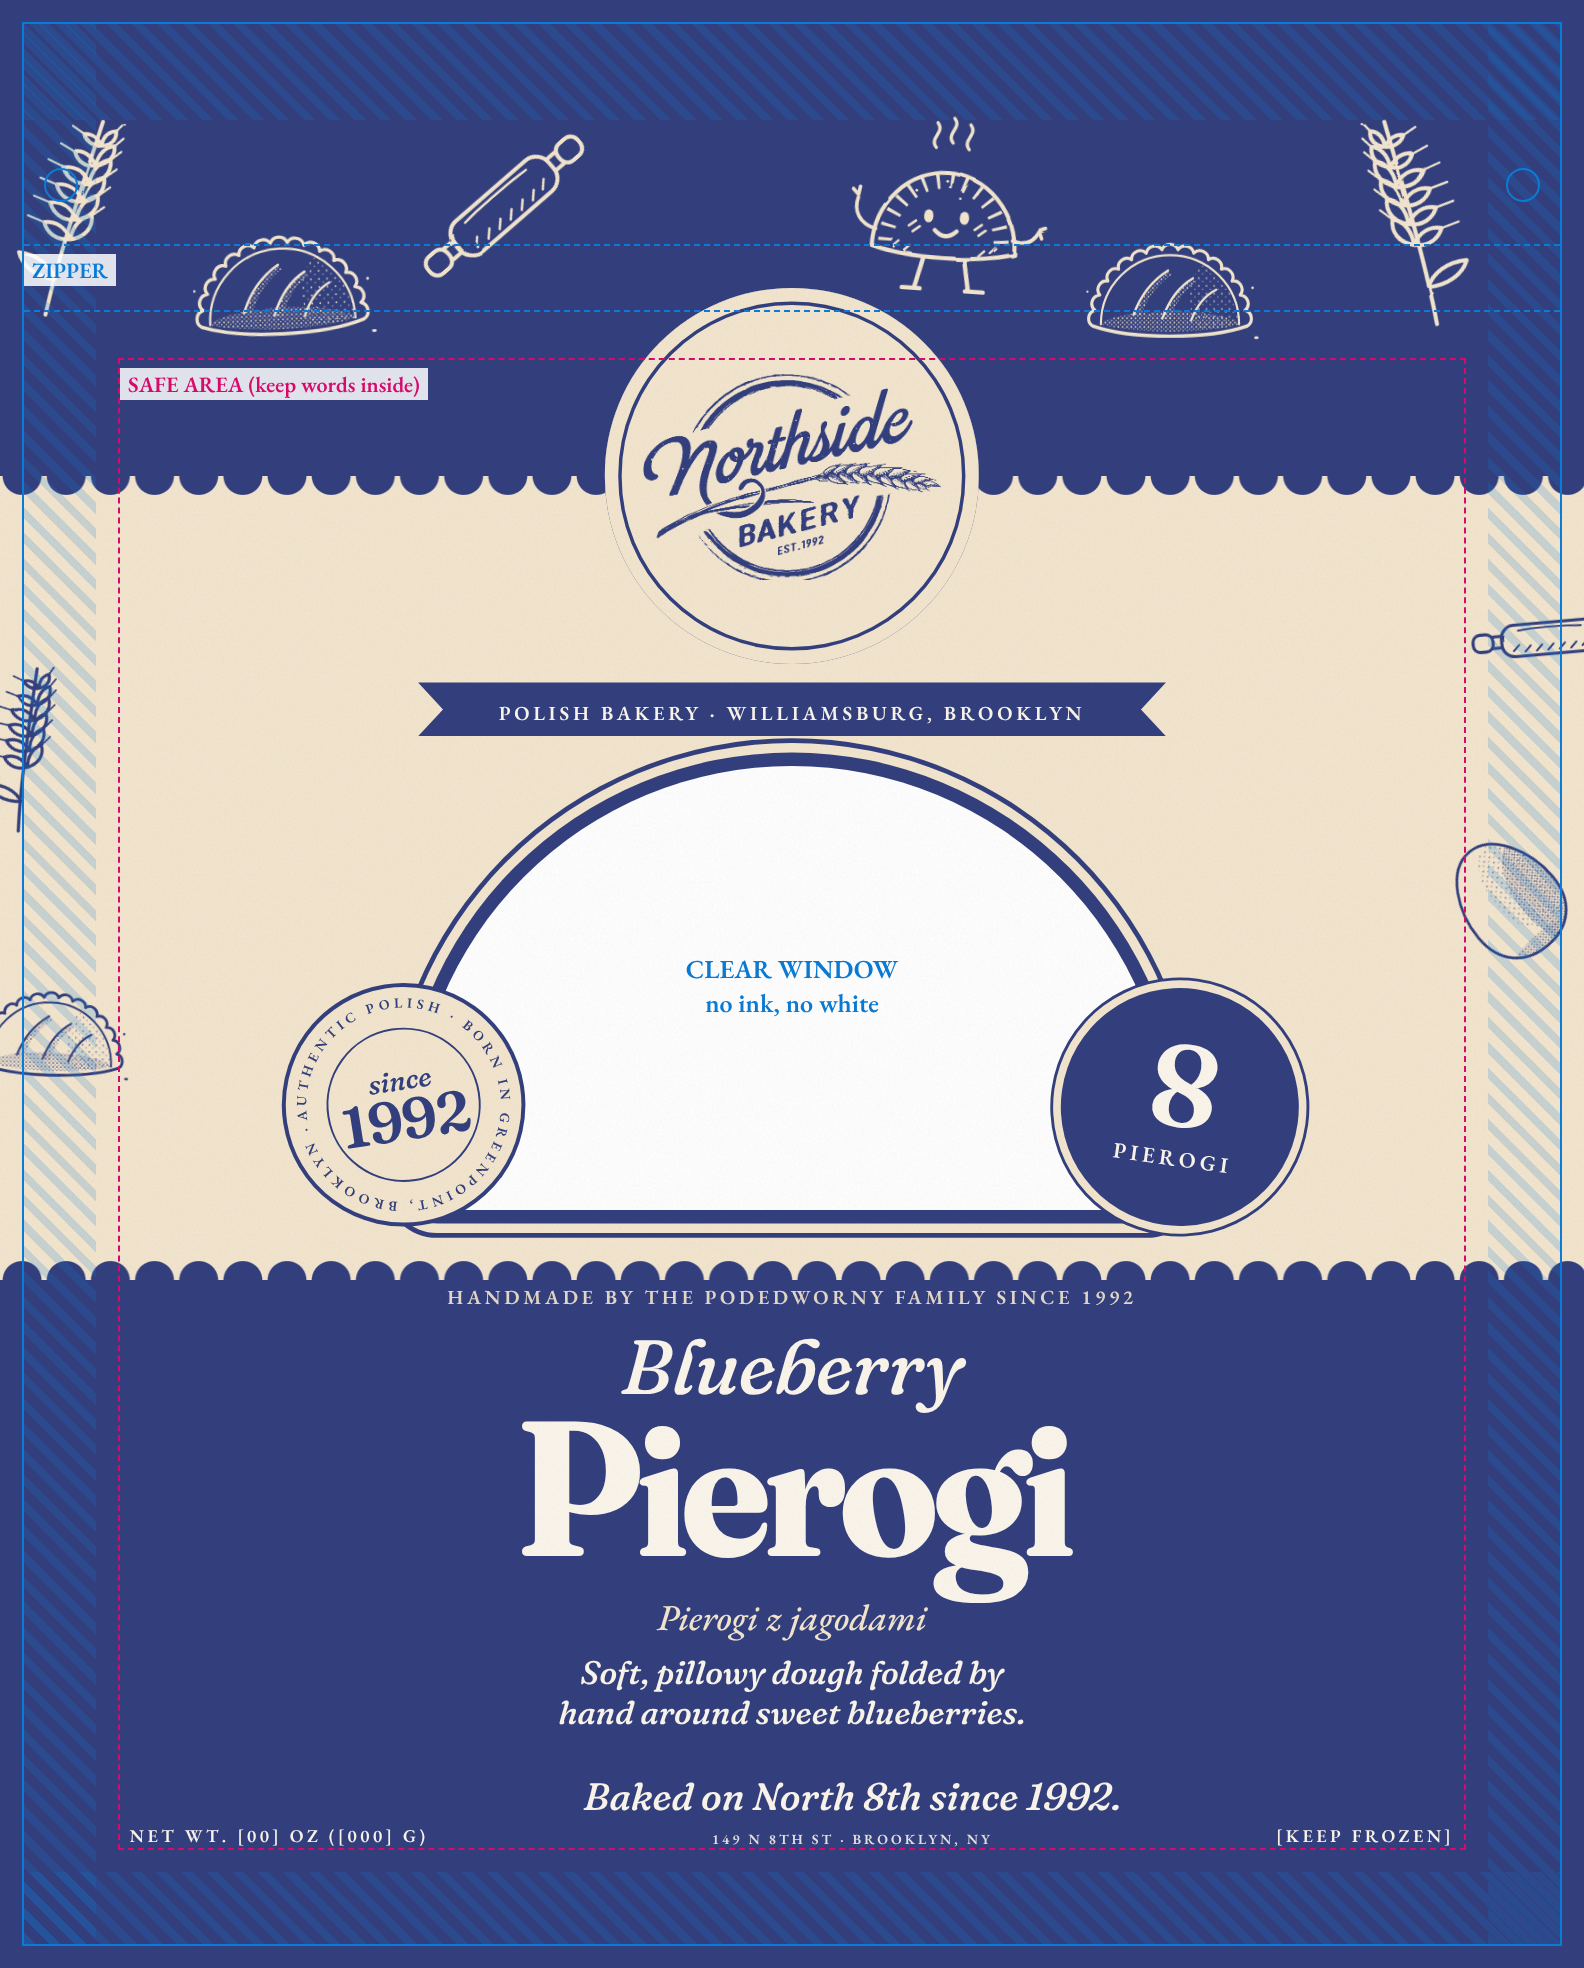 ZIPPER
SAFE AREA (keep words inside)
Northside
BAKERY
EST.1992
POLISH BAKERY · WILLIAMSBURG, BROOKLYN
CLEAR WINDOW
no ink, no white
AUTHENTIC POLISH · BORN IN GREENPOINT, BROOKLYN ·
since
1992
8
PIEROGI
HANDMADE BY THE PODEDWORNY FAMILY SINCE 1992
Blueberry
Pierogi
Pierogi z jagodami
Soft, pillowy dough folded by
hand around sweet blueberries.
Baked on North 8th since 1992.
NET WT. [00] OZ ([000] G)
149 N 8TH ST · BROOKLYN, NY
[KEEP FROZEN]